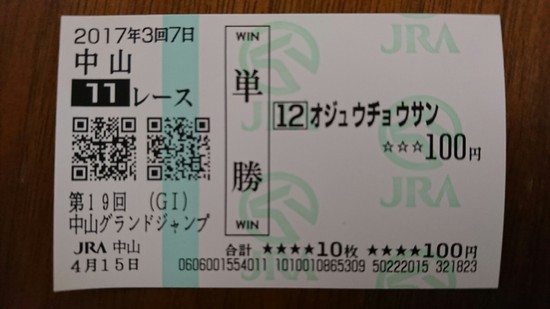 2017年3回7日
中山
11レース
第19回 (GI)
中山グランドジャンプ
JRA 中山
4月15日
WIN
単勝
WIN
12 オジュウチョウサン
☆☆☆100円
合計 ★★★★10枚 ★★★★100円
0606001554011 1010010865309 50222015 321823
JRA
JRA
JRA